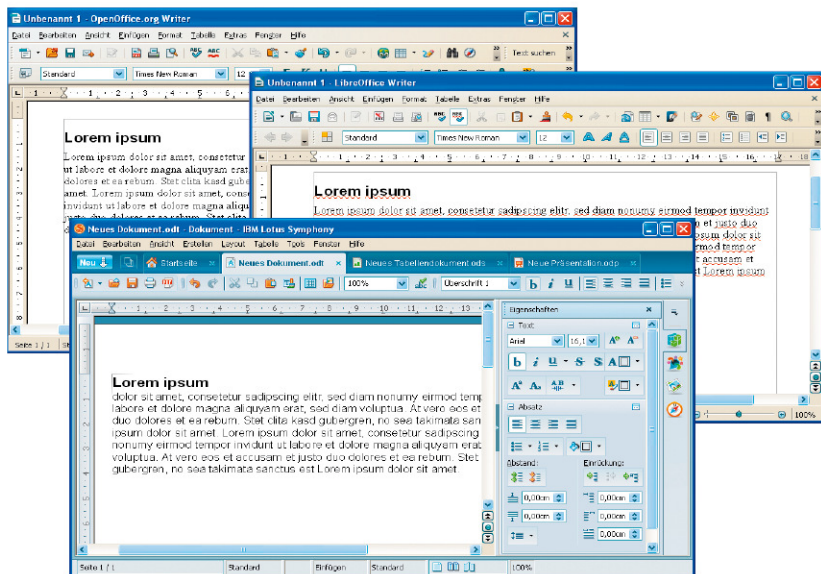 Unbenannt 1 - OpenOffice.org Writer
Datei Bearbeiten Ansicht Einfügen Format Tabelle Extras Fenster Hilfe
Text suchen
Standard Times New Roman 12
Lorem ipsum
Lorem ipsum dolor sit amet, consetetur
ut labore et dolore magna aliquyam erat
dolores et ea rebum. Stet clita kasd gube
amet. Lorem ipsum dolor sit amet, conse
invidunt ut labore et dolore magna aliqu
justo duo dolores et ea rebum. Stet clita
Seite 1 / 1
Unbenannt 1 - LibreOffice Writer
Datei Bearbeiten Ansicht Einfügen Format Tabelle Extras Fenster Hilfe
Standard Times New Roman 12
Lorem ipsum
Lorem ipsum dolor sit amet, consetetur sadipscing elitr, sed diam nonumy eirmod tempor invidunt
et justo duo
psum dolor sit
rmod tempor
t accusam et
t Lorem ipsum
100%
Neues Dokument.odt - Dokument - IBM Lotus Symphony
Datei Bearbeiten Ansicht Erstellen Layout Tabelle Tools Fenster Hilfe
Neu Startseite Neues Dokument.odt Neues Tabellendokument.ods Neue Präsentation.odp
100% Überschrift 1
Lorem ipsum
dolor sit amet, consetetur sadipscing elitr, sed diam nonumy eirmod temp
labore et dolore magna aliquyam erat, sed diam voluptua. At vero eos et
duo dolores et ea rebum. Stet clita kasd gubergren, no sea takimata san
ipsum dolor sit amet. Lorem ipsum dolor sit amet, consetetur sadipscing
nonumy eirmod tempor invidunt ut labore et dolore magna aliquyam erat
voluptua. At vero eos et accusam et justo duo dolores et ea rebum. Stet
gubergren, no sea takimata sanctus est Lorem ipsum dolor sit amet.
Eigenschaften
Text
Ariel 16,1
Absatz
Abstand: Einrückung:
0,00cm 0,00cm
0,00cm 0,00cm
0,00cm
Seite 1 / 1 Standard Einfügen Standard 100%